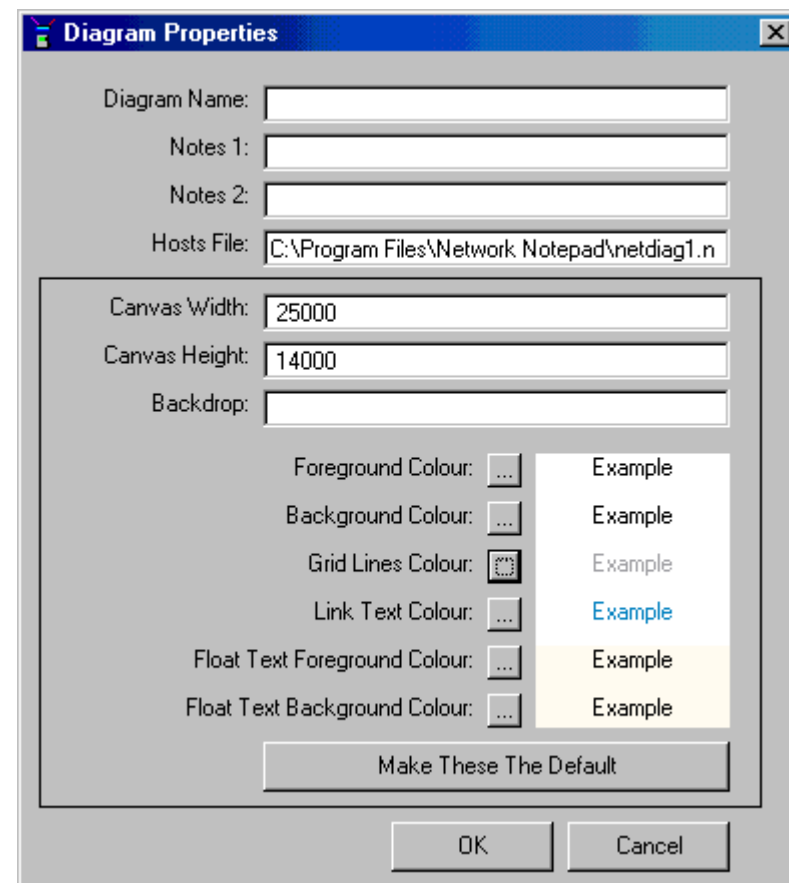 Diagram Properties
Diagram Name:
Notes 1:
Notes 2:
Hosts File: C:\Program Files\Network Notepad\netdiag1.n
Canvas Width: 25000
Canvas Height: 14000
Backdrop:
Foreground Colour: ... Example
Background Colour: ... Example
Grid Lines Colour: ... Example
Link Text Colour: ... Example
Float Text Foreground Colour: ... Example
Float Text Background Colour: ... Example
Make These The Default
OK Cancel